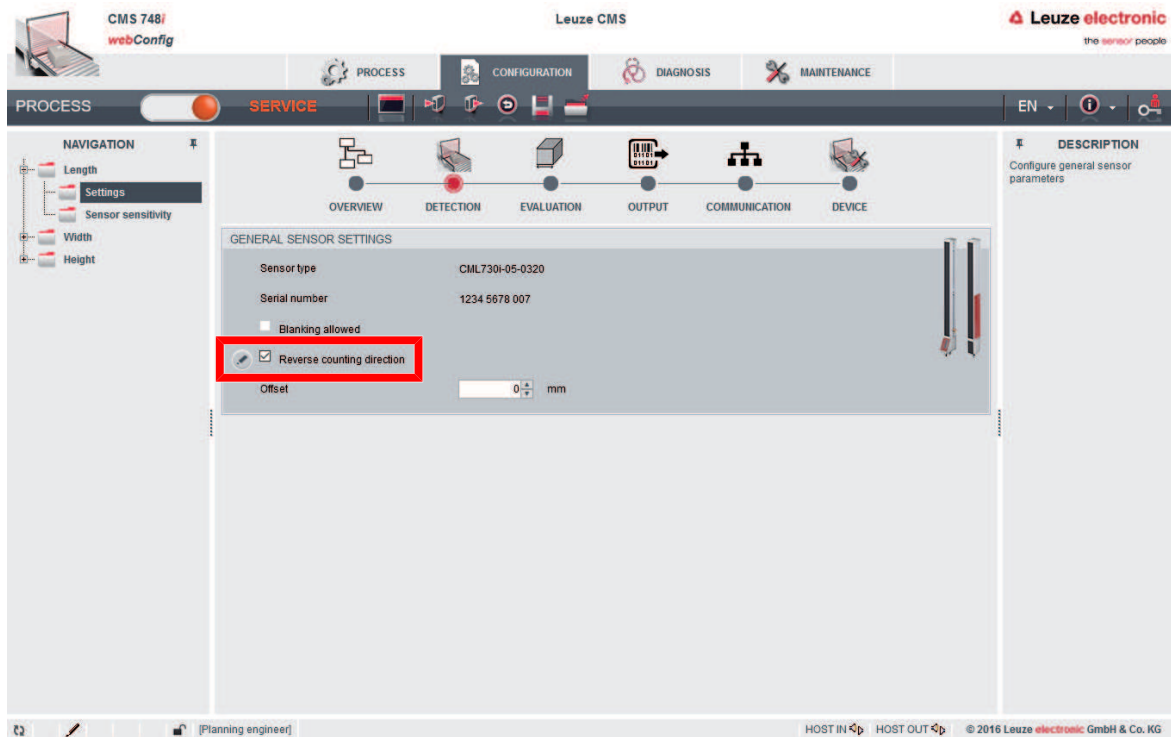 CMS 748i
webConfig
Leuze CMS
Leuze electronic
the sensor people
PROCESS
CONFIGURATION
DIAGNOSIS
MAINTENANCE
PROCESS
SERVICE
EN
NAVIGATION
Length
Settings
Sensor sensitivity
Width
Height
OVERVIEW
DETECTION
EVALUATION
OUTPUT
COMMUNICATION
DEVICE
GENERAL SENSOR SETTINGS
Sensor type CML730i-05-0320
Serial number 1234 5678 007
Blanking allowed
Reverse counting direction
Offset 0 mm
DESCRIPTION
Configure general sensor
parameters
[Planning engineer]
HOST IN
HOST OUT
© 2016 Leuze electronic GmbH & Co. KG